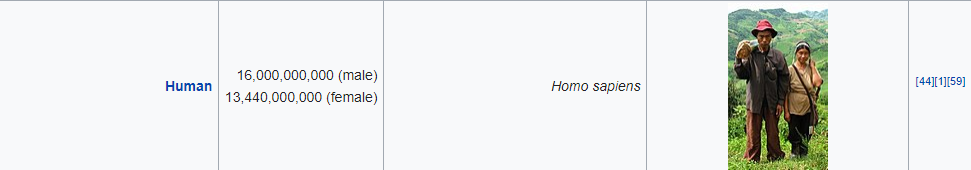 Human
16,000,000,000 (male)
13,440,000,000 (female)
Homo sapiens
[44][1][59]